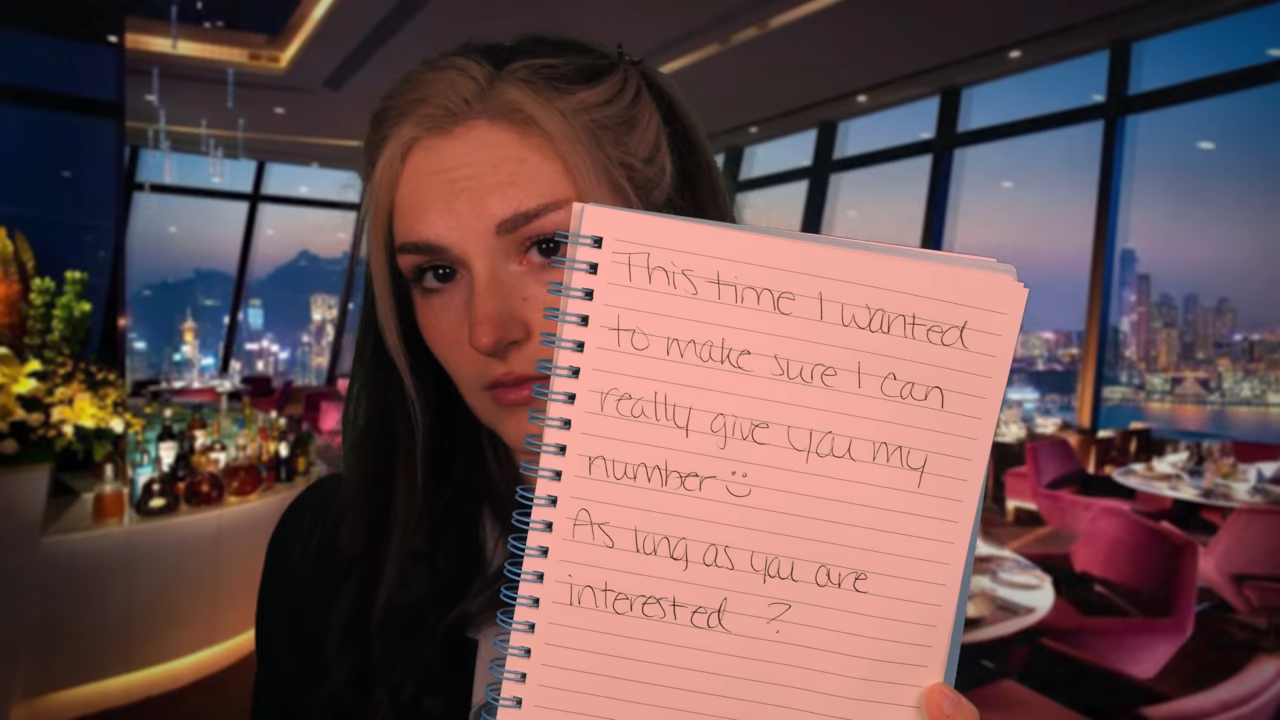 This time I wanted
to make sure I can
really give you my
number :)
As long as you are
interested ?